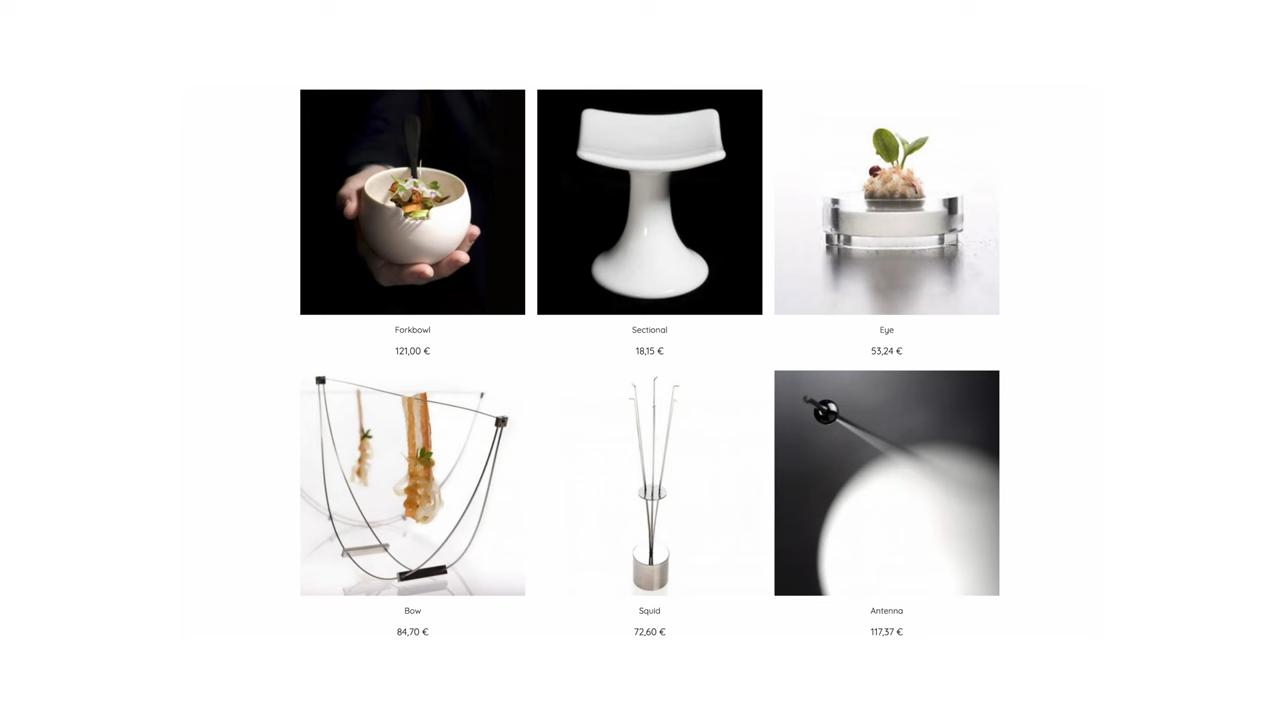 Forkbowl
121,00 €
Sectional
18,15 €
Eye
53,24 €
Bow
84,70 €
Squid
72,60 €
Antenna
117,37 €